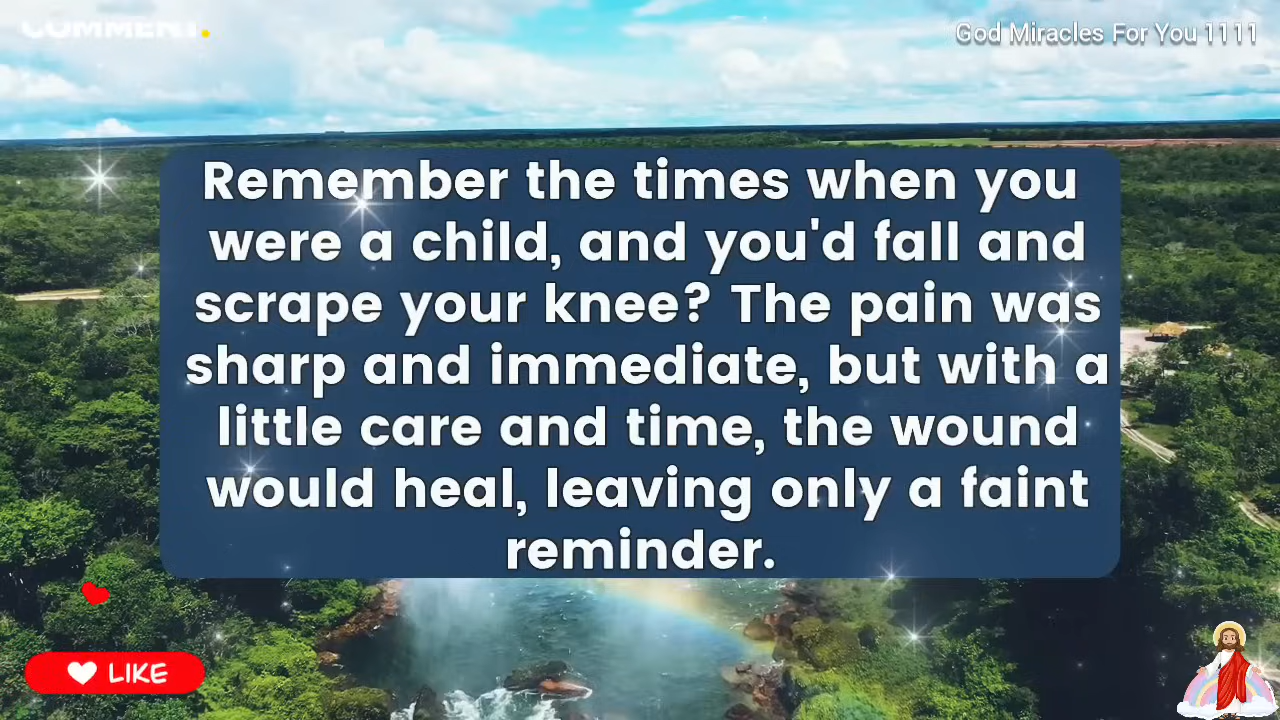 COMMENT.
God Miracles For You 1111
Remember the times when you
were a child, and you'd fall and
scrape your knee? The pain was
sharp and immediate, but with a
little care and time, the wound
would heal, leaving only a faint
reminder.
LIKE